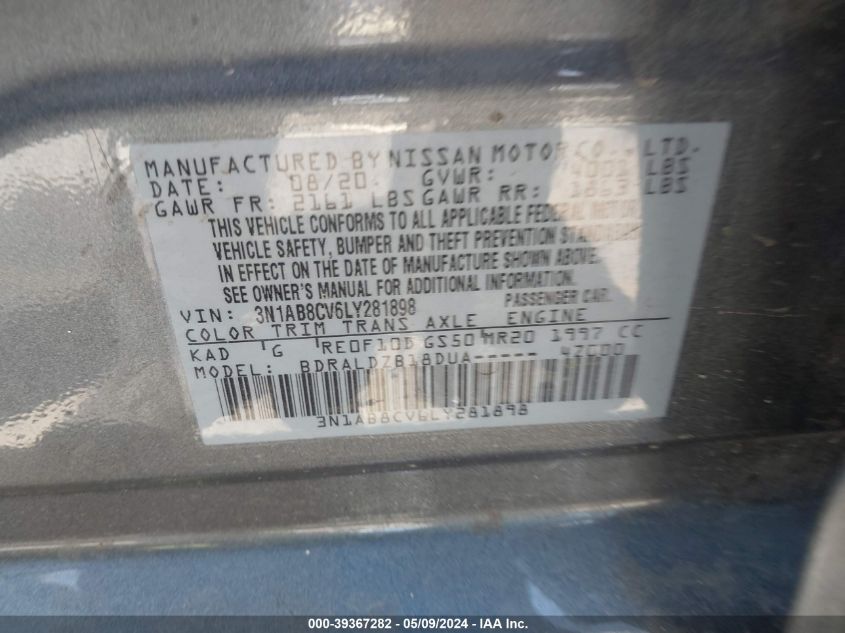 MANUFACTURED BY NISSAN MOTOR CO., LTD.
DATE: 08/20 GVWR: LBS
GAWR FR: 2161 LBS GAWR RR: LBS
THIS VEHICLE CONFORMS TO ALL APPLICABLE FEDERAL MOTOR
VEHICLE SAFETY, BUMPER AND THEFT PREVENTION STANDARDS
IN EFFECT ON THE DATE OF MANUFACTURE SHOWN ABOVE.
SEE OWNER'S MANUAL FOR ADDITIONAL INFORMATION.
VIN: 3N1AB8CV6LY281898 PASSENGER CAR
COLOR TRIM TRANS AXLE ENGINE
KAD G RE0F10D GS50 MR20 1997 CC
MODEL: BDRALDZB18DUA-----
3N1AB8CV6LY281898
000-39367282 - 05/09/2024 - IAA, Inc.